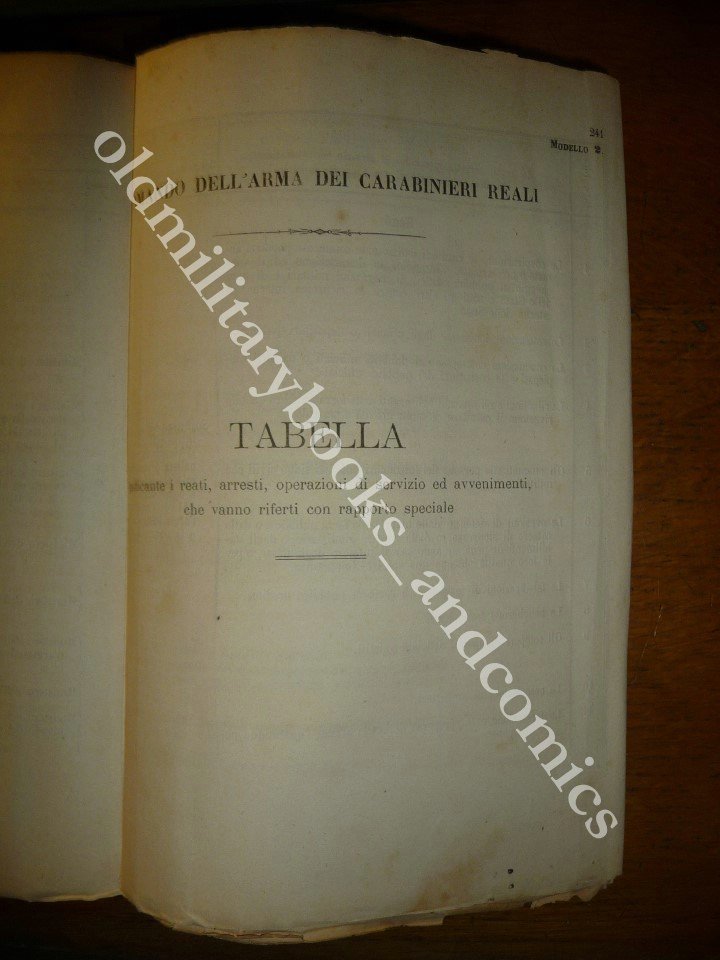 241
MODELLO 2.
MANDO DELL'ARMA DEI CARABINIERI REALI
TABELLA
i reati, arresti, operazioni di servizio ed avvenimenti,
che vanno riferti con rapporto speciale
oldmilitarybooks_andcomics